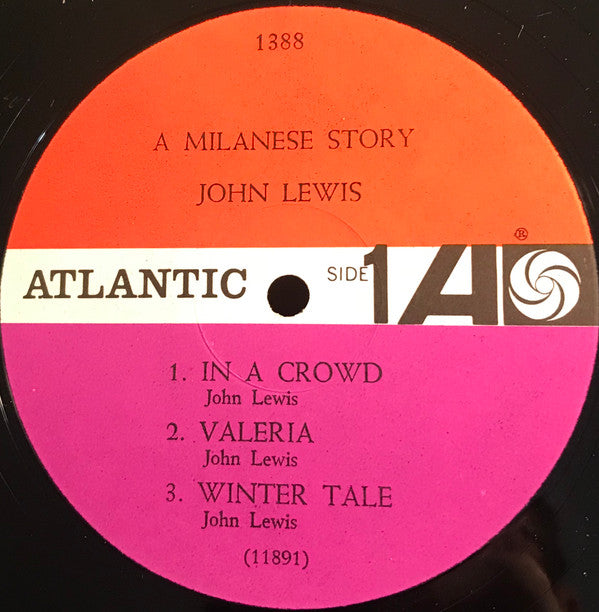 1388
A MILANESE STORY
JOHN LEWIS
®
ATLANTIC SIDE 1 A
1. IN A CROWD
John Lewis
2. VALERIA
John Lewis
3. WINTER TALE
John Lewis
(11891)